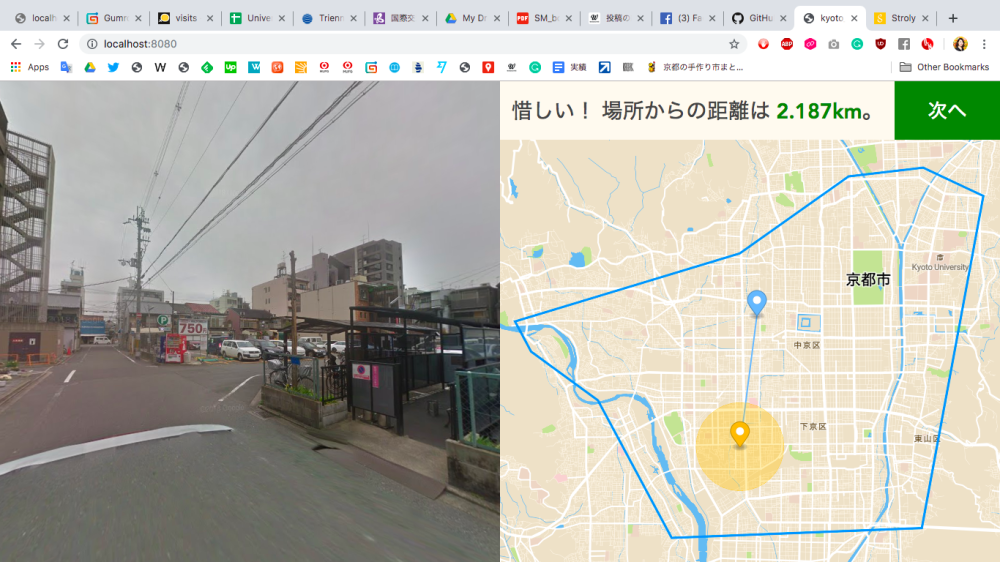 localh
Gumr
visits
Unive
Trienn
国際交
My Dr
SM_b
投稿の
(3) Fa
GitHu
kyoto
Stroly
localhost:8080
Apps
実績
京都の手作り市まと...
Other Bookmarks
惜しい！ 場所からの距離は 2.187km。
次へ
P
750
京都市
Kyoto University
中京区
下京区
東山区